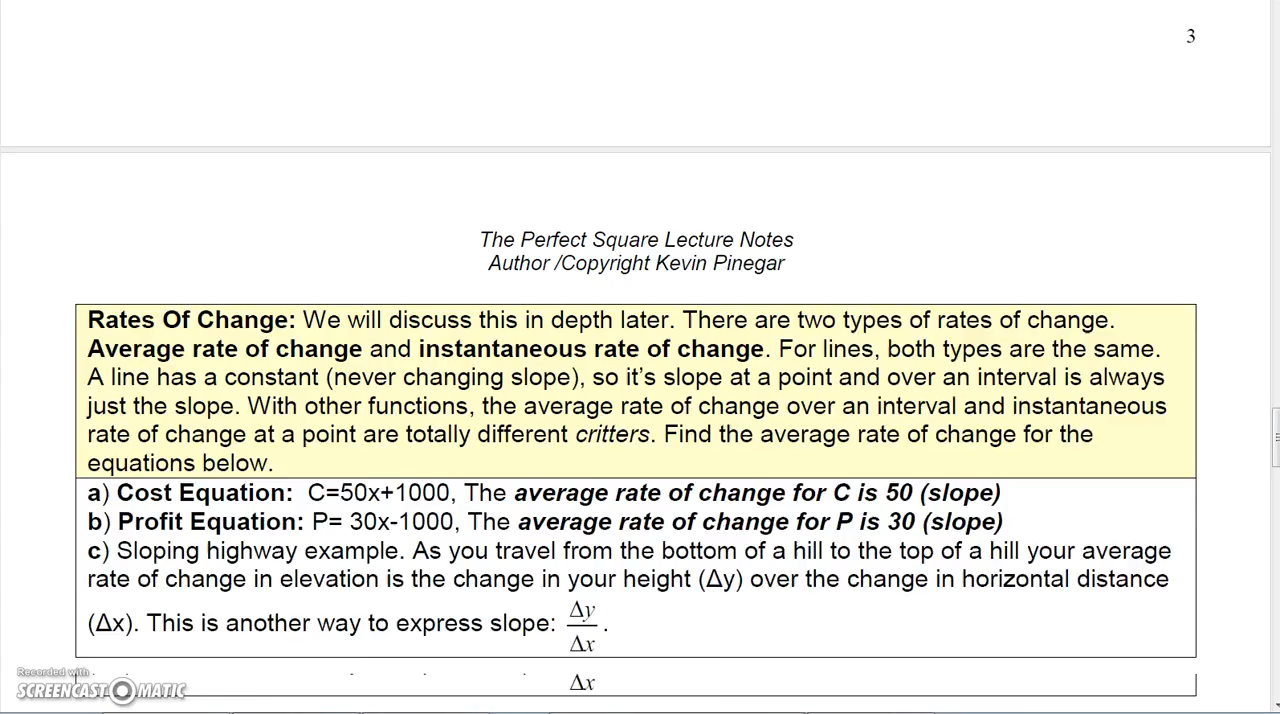 3
The Perfect Square Lecture Notes
Author /Copyright Kevin Pinegar
Rates Of Change: We will discuss this in depth later. There are two types of rates of change.
Average rate of change and instantaneous rate of change. For lines, both types are the same.
A line has a constant (never changing slope), so it's slope at a point and over an interval is always
just the slope. With other functions, the average rate of change over an interval and instantaneous
rate of change at a point are totally different critters. Find the average rate of change for the
equations below.
a) Cost Equation: C=50x+1000, The average rate of change for C is 50 (slope)
b) Profit Equation: P= 30x-1000, The average rate of change for P is 30 (slope)
c) Sloping highway example. As you travel from the bottom of a hill to the top of a hill your average
rate of change in elevation is the change in your height (Δy) over the change in horizontal distance
(Δx). This is another way to express slope: Δy/Δx.
Δx
Recorded with
SCREENCAST-O-MATIC